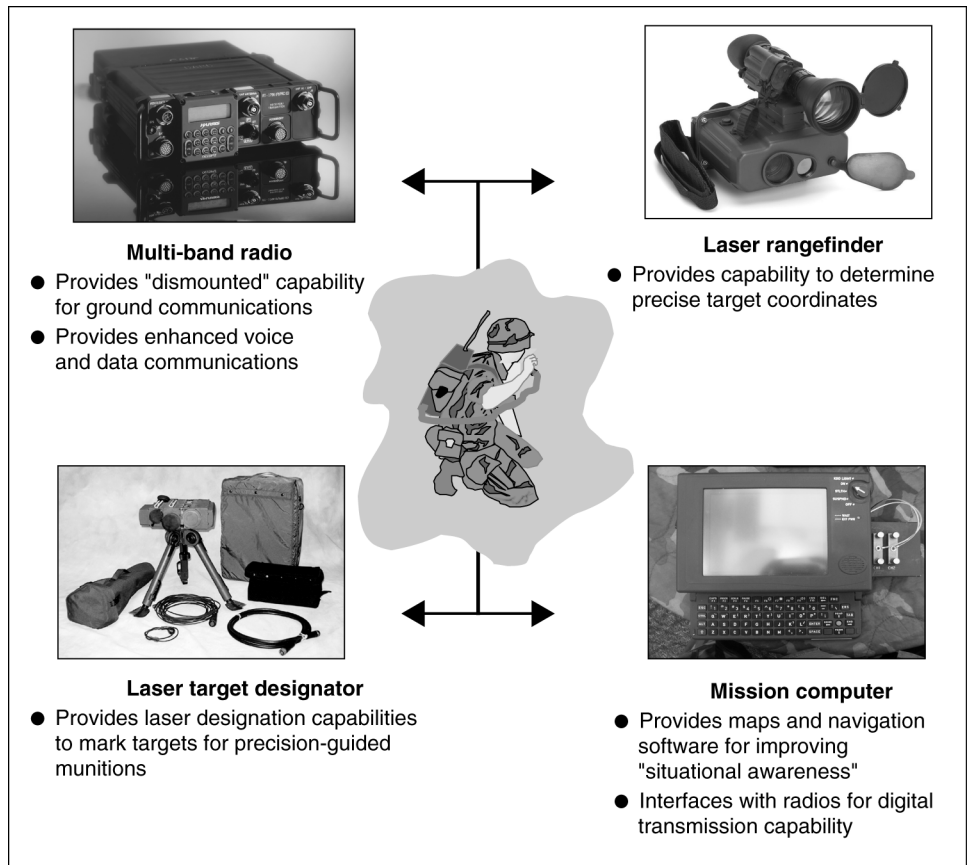 HARRIS
Multi-band radio
● Provides "dismounted" capability
for ground communications
● Provides enhanced voice
and data communications
Laser rangefinder
● Provides capability to determine
precise target coordinates
Laser target designator
● Provides laser designation capabilities
to mark targets for precision-guided
munitions
Mission computer
● Provides maps and navigation
software for improving
"situational awareness"
● Interfaces with radios for digital
transmission capability